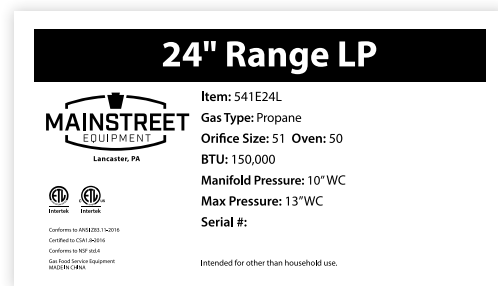 24" Range LP
MAINSTREET
EQUIPMENT
Lancaster, PA
Item: 541E24L
Gas Type: Propane
Orifice Size: 51 Oven: 50
BTU: 150,000
Manifold Pressure: 10" WC
Max Pressure: 13"WC
Serial #:
ETL ETL
C US
Intertek Intertek
Conforms to ANSI Z83.11-2016
Certified to CSA1.8-2016
Conforms to NSF std.4
Gas Food Service Equipment
MADE IN CHINA
Intended for other than household use.